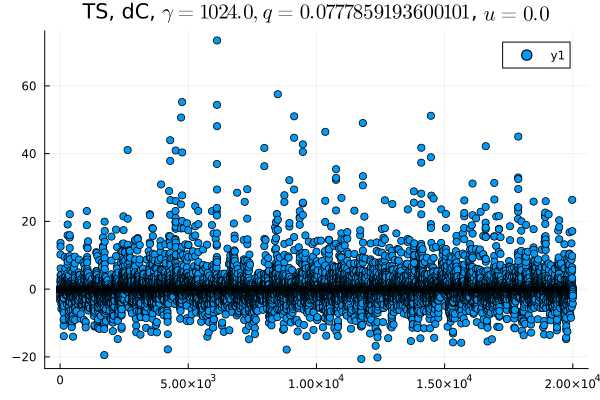 TS, dC, γ = 1024.0, q = 0.0777859193600101, u = 0.0
y1
60
40
20
0
−20
0 5.00×10³ 1.00×10⁴ 1.50×10⁴ 2.00×10⁴